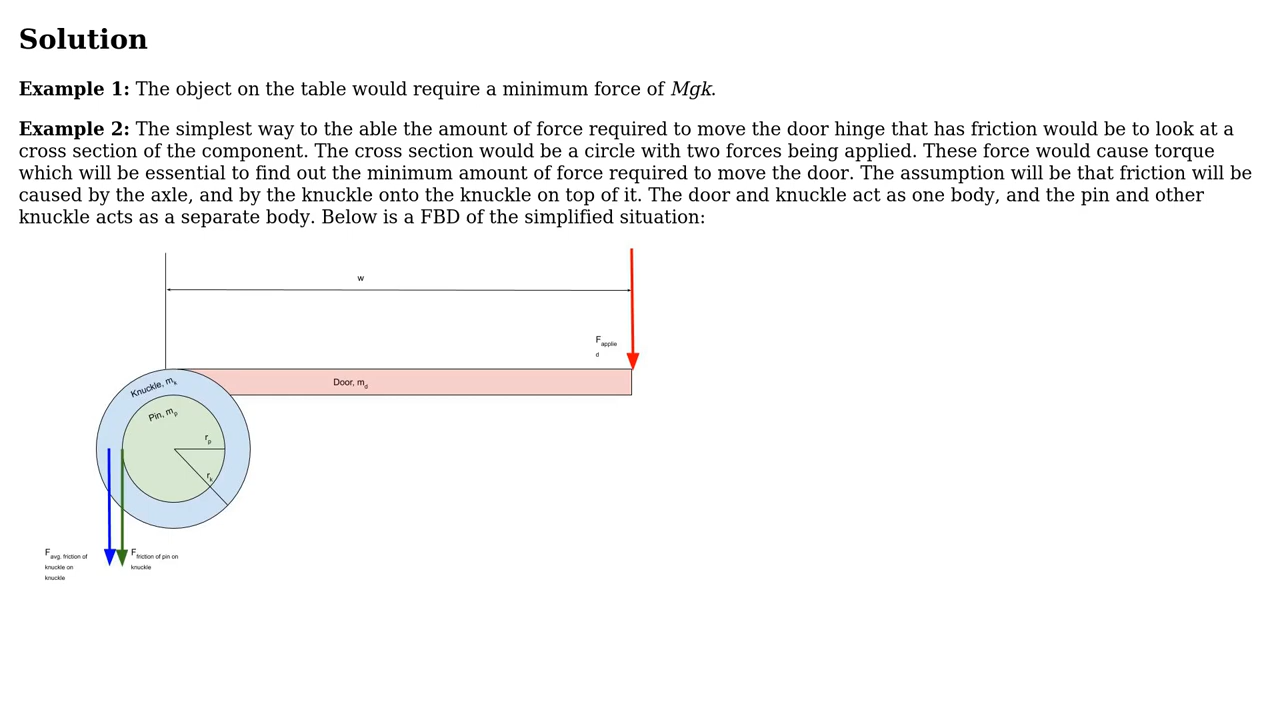 Solution
Example 1: The object on the table would require a minimum force of Mgk.
Example 2: The simplest way to the able the amount of force required to move the door hinge that has friction would be to look at a
cross section of the component. The cross section would be a circle with two forces being applied. These force would cause torque
which will be essential to find out the minimum amount of force required to move the door. The assumption will be that friction will be
caused by the axle, and by the knuckle onto the knuckle on top of it. The door and knuckle act as one body, and the pin and other
knuckle acts as a separate body. Below is a FBD of the simplified situation:
w
F applie
d
Knuckle, mk
Door, md
Pin, mp
rp
rk
F avg. friction of
knuckle on
knuckle
F friction of pin on
knuckle